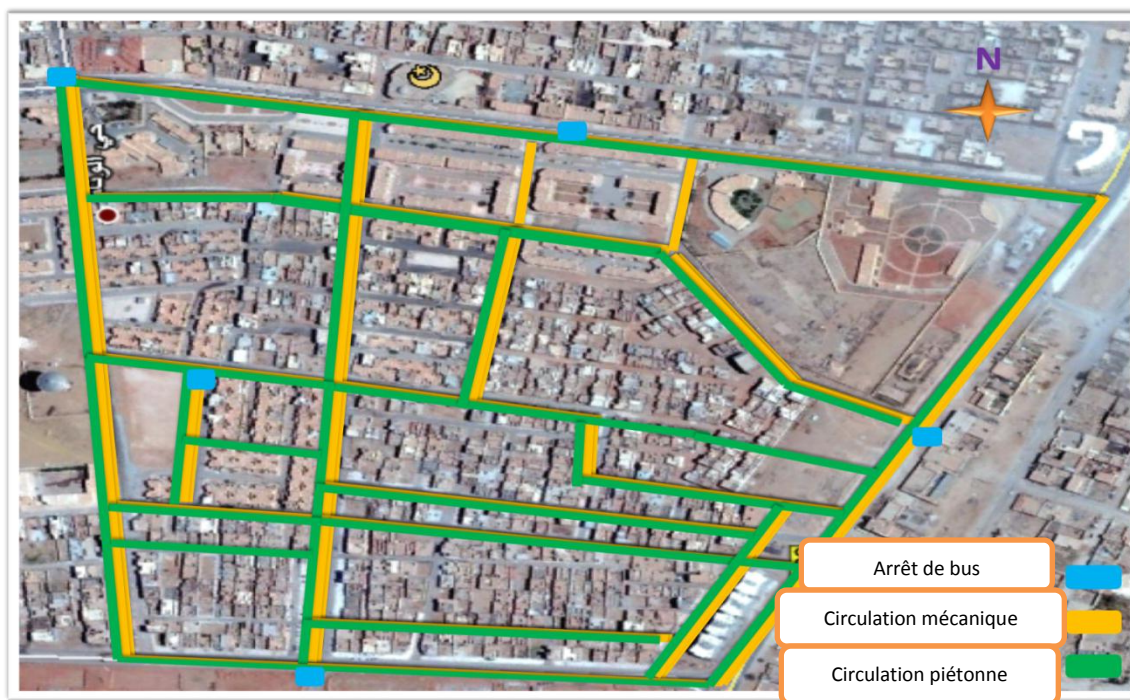 N
Arrêt de bus
Circulation mécanique
Circulation piétonne